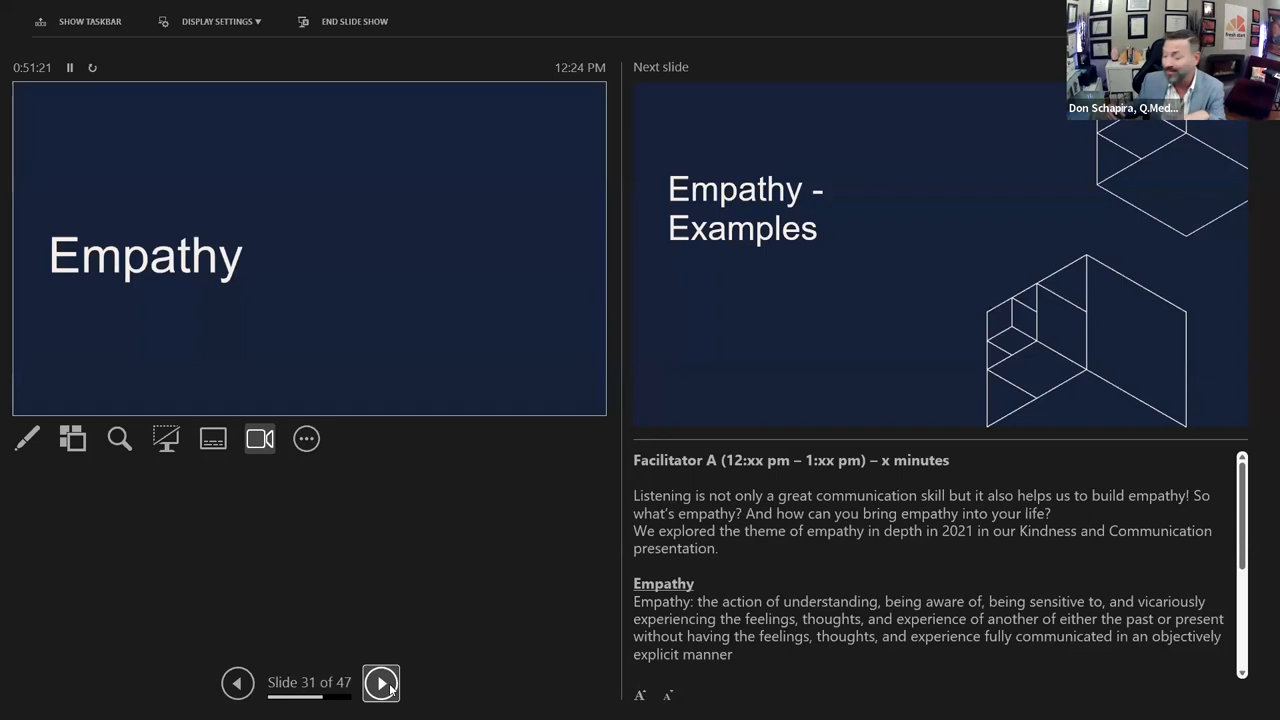 SHOW TASKBAR
DISPLAY SETTINGS ▾
END SLIDE SHOW
0:51:21
12:24 PM
Next slide
fresh start
Don Schapira, Q.Med...
Empathy
Empathy -
Examples
Facilitator A (12:xx pm – 1:xx pm) – x minutes
Listening is not only a great communication skill but it also helps us to build empathy! So
what’s empathy? And how can you bring empathy into your life?
We explored the theme of empathy in depth in 2021 in our Kindness and Communication
presentation.
Empathy
Empathy: the action of understanding, being aware of, being sensitive to, and vicariously
experiencing the feelings, thoughts, and experience of another of either the past or present
without having the feelings, thoughts, and experience fully communicated in an objectively
explicit manner
Slide 31 of 47
A A